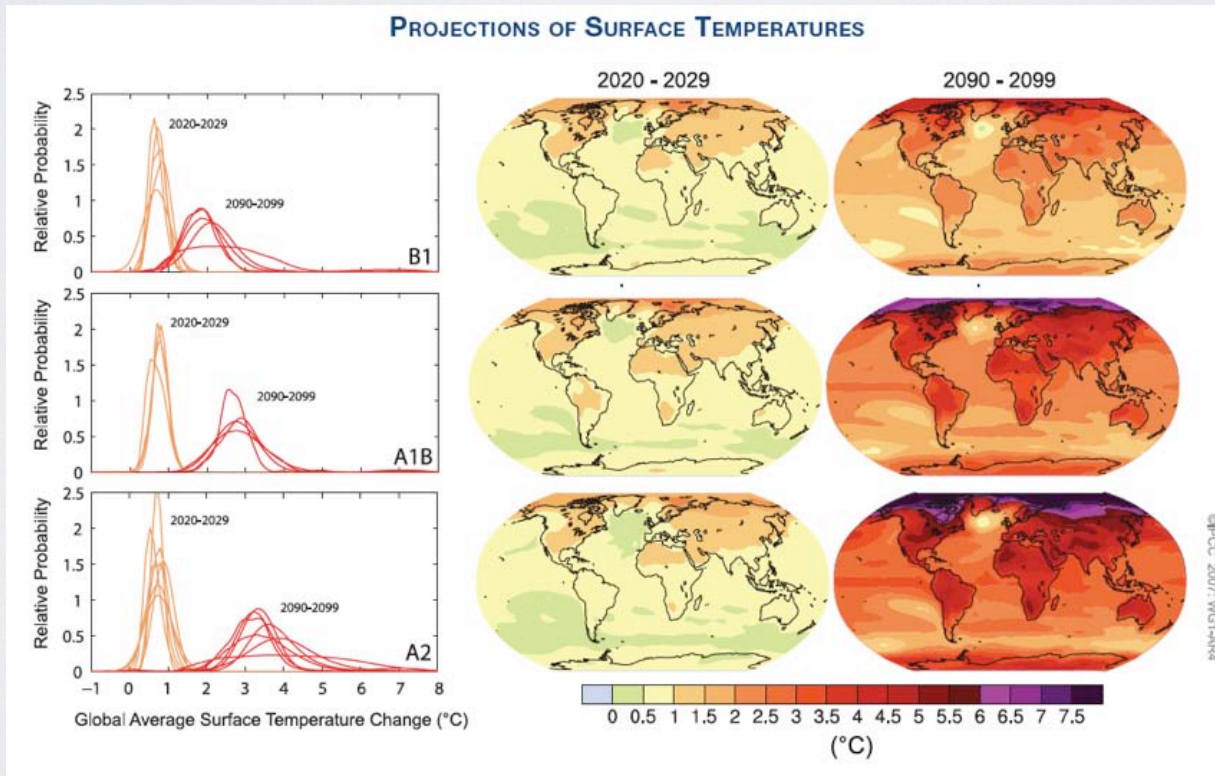 PROJECTIONS OF SURFACE TEMPERATURES
2020 - 2029
2090 - 2099
2.5
2
1.5
1
0.5
0
Relative Probability
2020-2029
2090-2099
B1
2.5
2
1.5
1
0.5
0
Relative Probability
2020-2029
2090-2099
A1B
2.5
2
1.5
1
0.5
0
Relative Probability
2020-2029
2090-2099
A2
−1 0 1 2 3 4 5 6 7 8
Global Average Surface Temperature Change (°C)
0 0.5 1 1.5 2 2.5 3 3.5 4 4.5 5 5.5 6 6.5 7 7.5
(°C)
©IPCC 2007: WG1-AR4